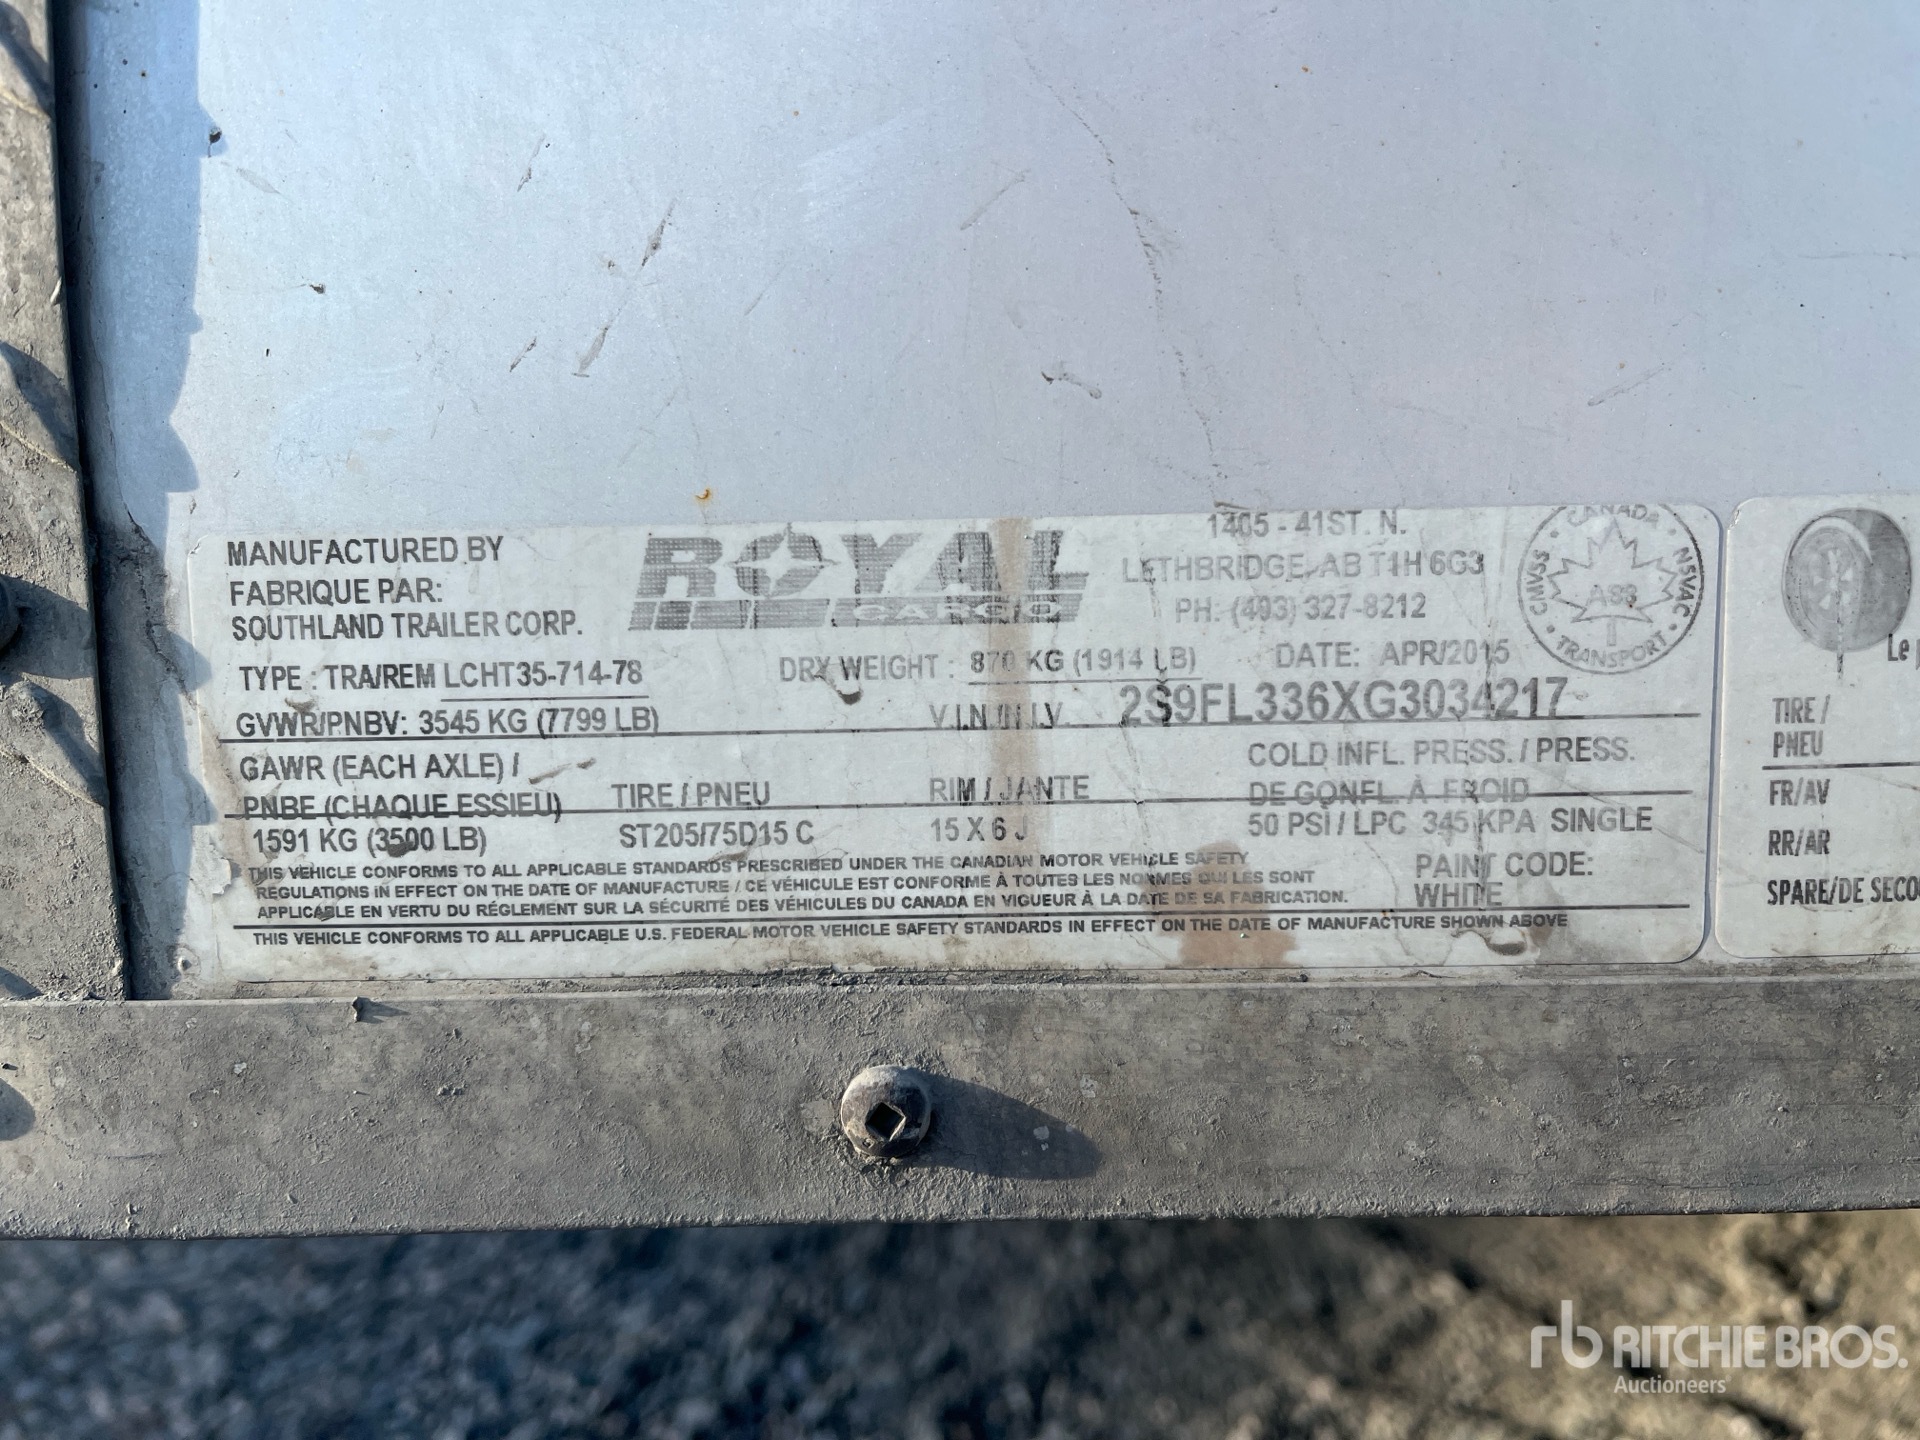 MANUFACTURED BY
FABRIQUE PAR:
SOUTHLAND TRAILER CORP.
ROYAL
CARGO
1405 - 41ST. N.
LETHBRIDGE, AB T1H 6G3
PH: (403) 327-8212
CANADA
CMVSS · NSVAC
TRANSPORT
TYPE : TRA/REM LCHT35-714-78
DRY WEIGHT : 870 KG (1914 LB)
DATE: APR/2015
GVWR/PNBV: 3545 KG (7799 LB)
V.I.N./N.I.V. 2S9FL336XG3034217
GAWR (EACH AXLE) /
PNBE (CHAQUE ESSIEU)
TIRE / PNEU
RIM / JANTE
COLD INFL. PRESS. / PRESS.
DE GONFL. À FROID
1591 KG (3500 LB)
ST205/75D15 C
15 X 6 J
50 PSI / LPC 345 KPA SINGLE
THIS VEHICLE CONFORMS TO ALL APPLICABLE STANDARDS PRESCRIBED UNDER THE CANADIAN MOTOR VEHICLE SAFETY
REGULATIONS IN EFFECT ON THE DATE OF MANUFACTURE / CE VÉHICULE EST CONFORME À TOUTES LES NORMES QUI LES SONT
APPLICABLE EN VERTU DU RÉGLEMENT SUR LA SÉCURITÉ DES VÉHICULES DU CANADA EN VIGUEUR À LA DATE DE SA FABRICATION.
PAINT CODE:
WHITE
THIS VEHICLE CONFORMS TO ALL APPLICABLE U.S. FEDERAL MOTOR VEHICLE SAFETY STANDARDS IN EFFECT ON THE DATE OF MANUFACTURE SHOWN ABOVE
Le
TIRE /
PNEU
FR/AV
RR/AR
SPARE/DE SECO
rb RITCHIE BROS.
Auctioneers